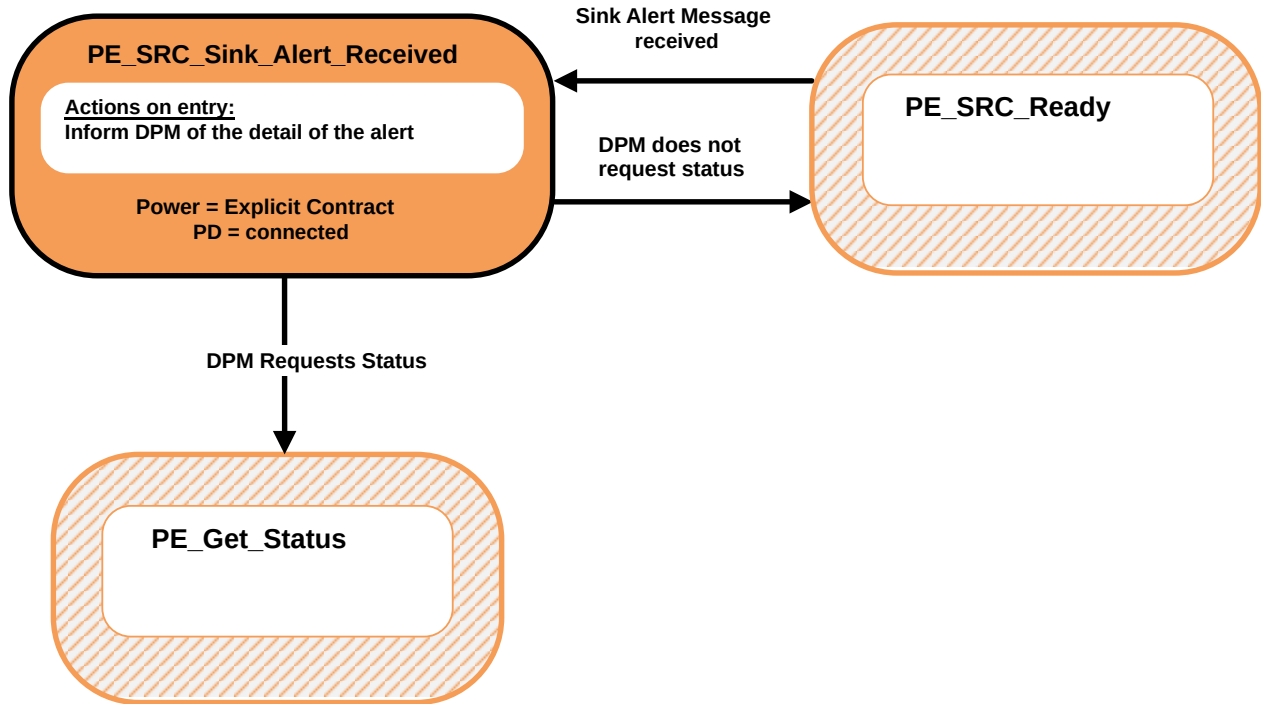 Sink Alert Message
received
PE_SRC_Sink_Alert_Received
Actions on entry:
Inform DPM of the detail of the alert
PE_SRC_Ready
DPM does not
request status
Power = Explicit Contract
PD = connected
DPM Requests Status
PE_Get_Status